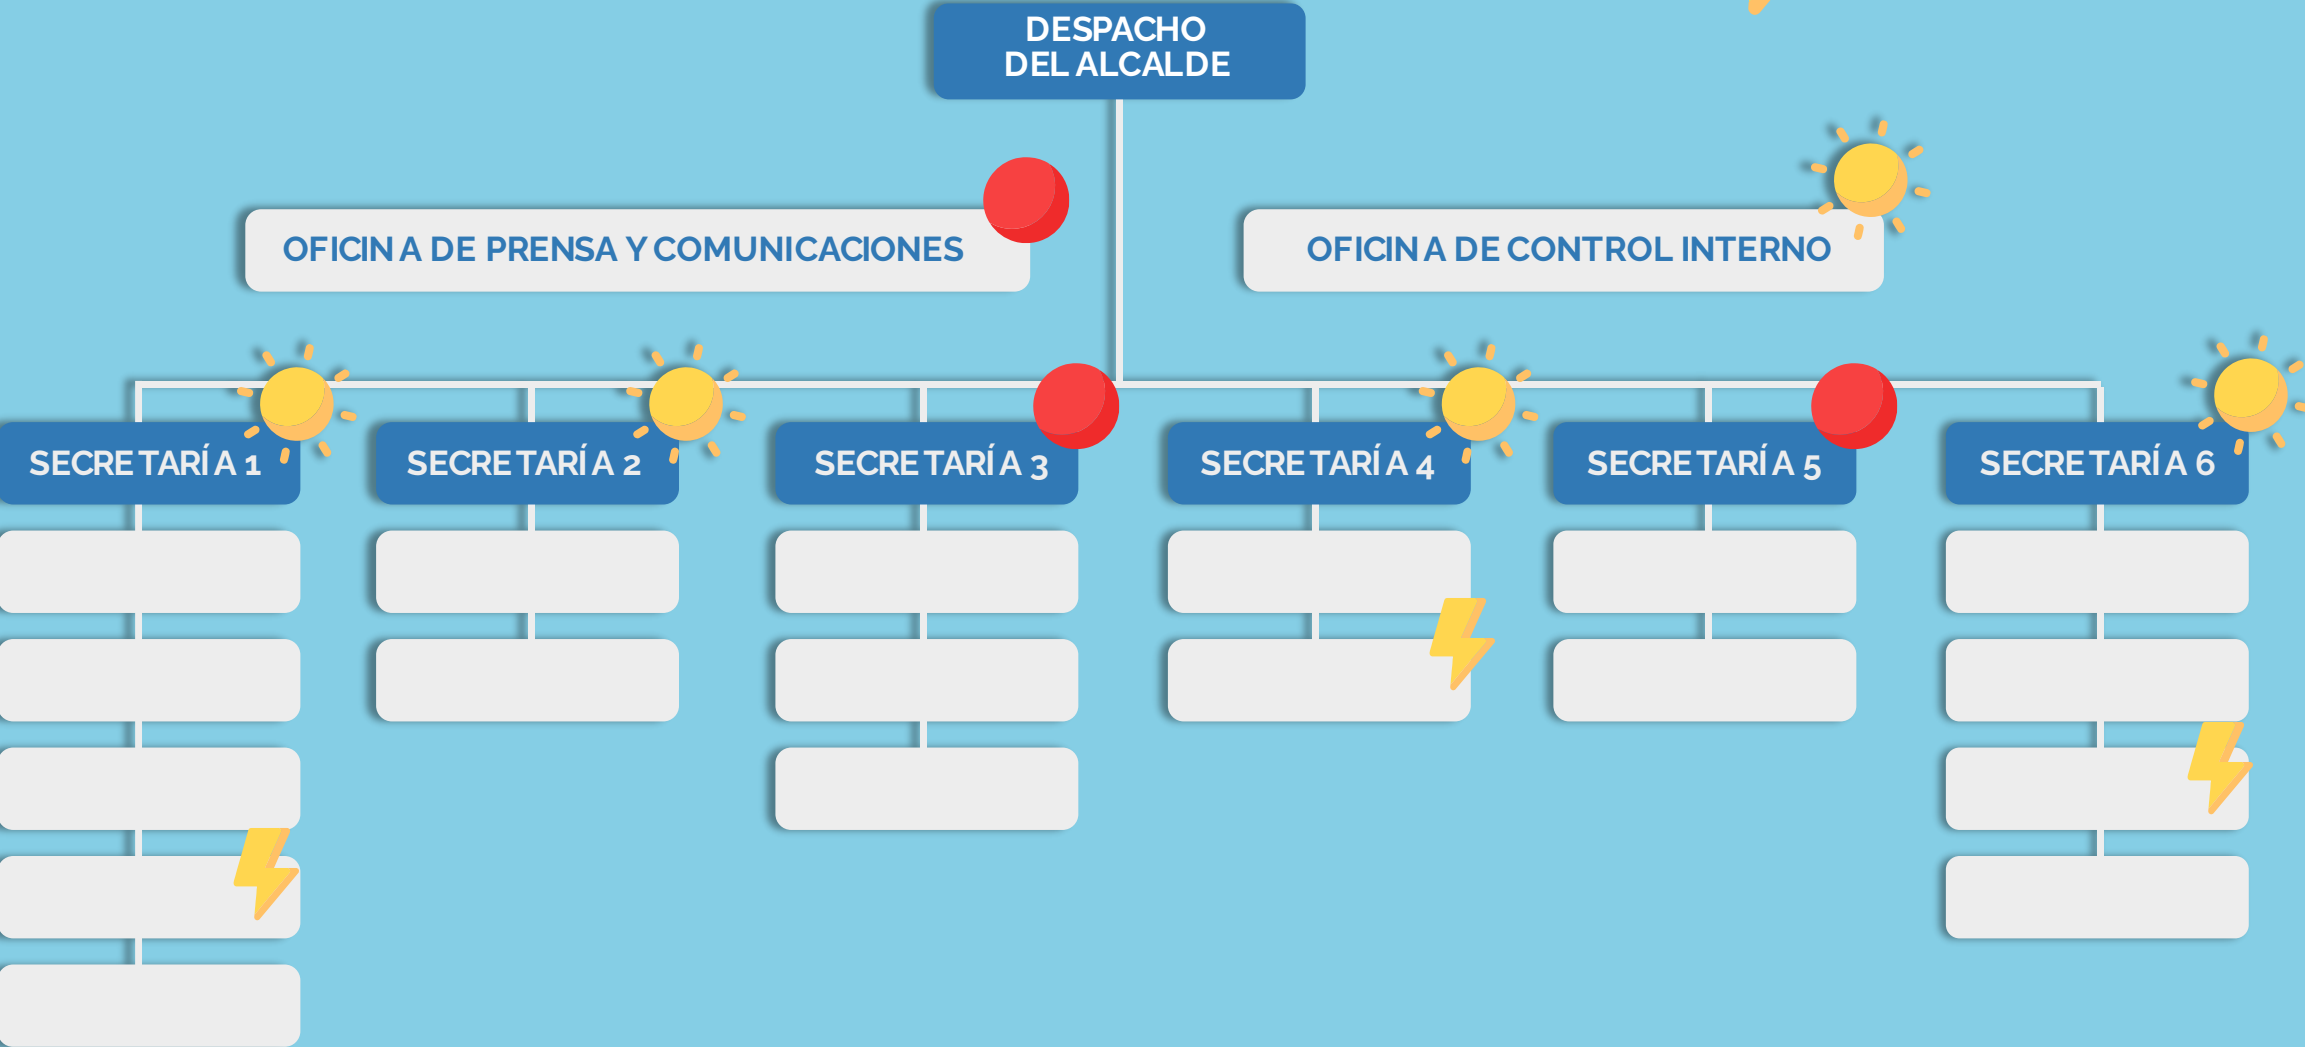 DESPACHO
DEL ALCALDE
OFICINA DE PRENSA Y COMUNICACIONES
OFICINA DE CONTROL INTERNO
SECRETARÍA 1
SECRETARÍA 2
SECRETARÍA 3
SECRETARÍA 4
SECRETARÍA 5
SECRETARÍA 6